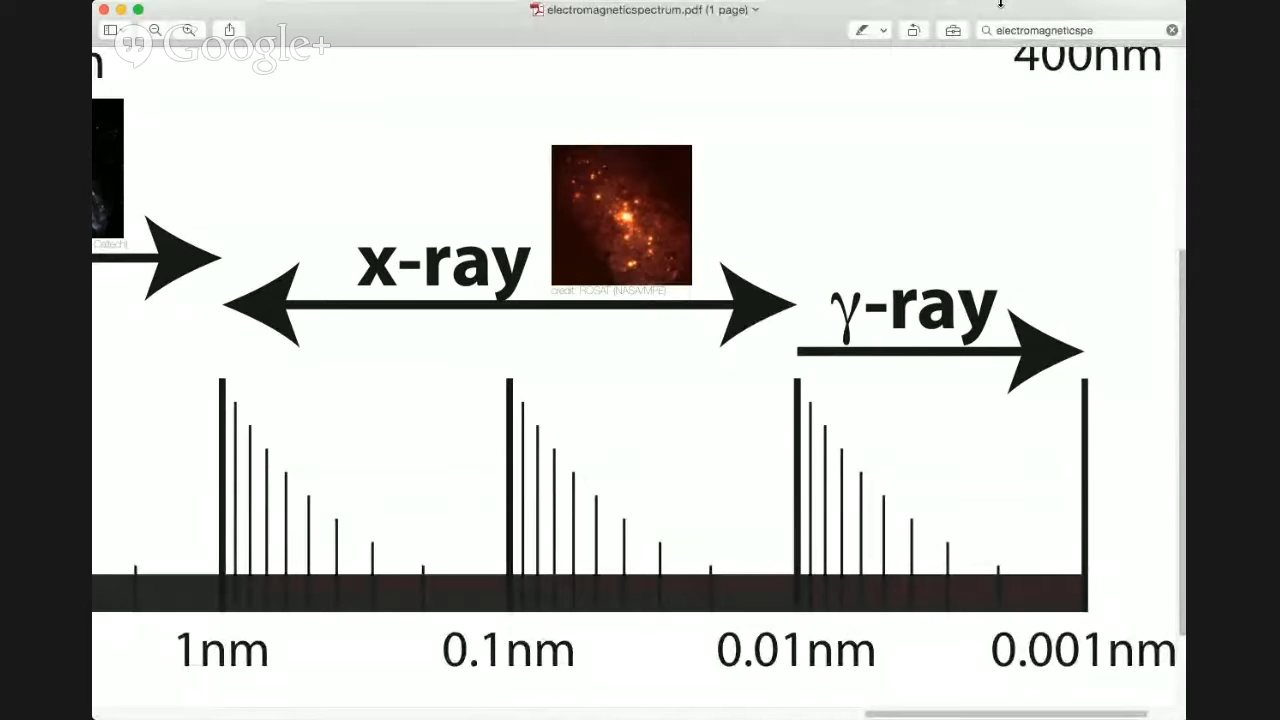 electromagneticspectrum.pdf (1 page)
Google+
electromagneticspe
400nm
Caltech)
x-ray
credit: ROSAT (NASA/MPE)
γ-ray
1nm
0.1nm
0.01nm
0.001nm